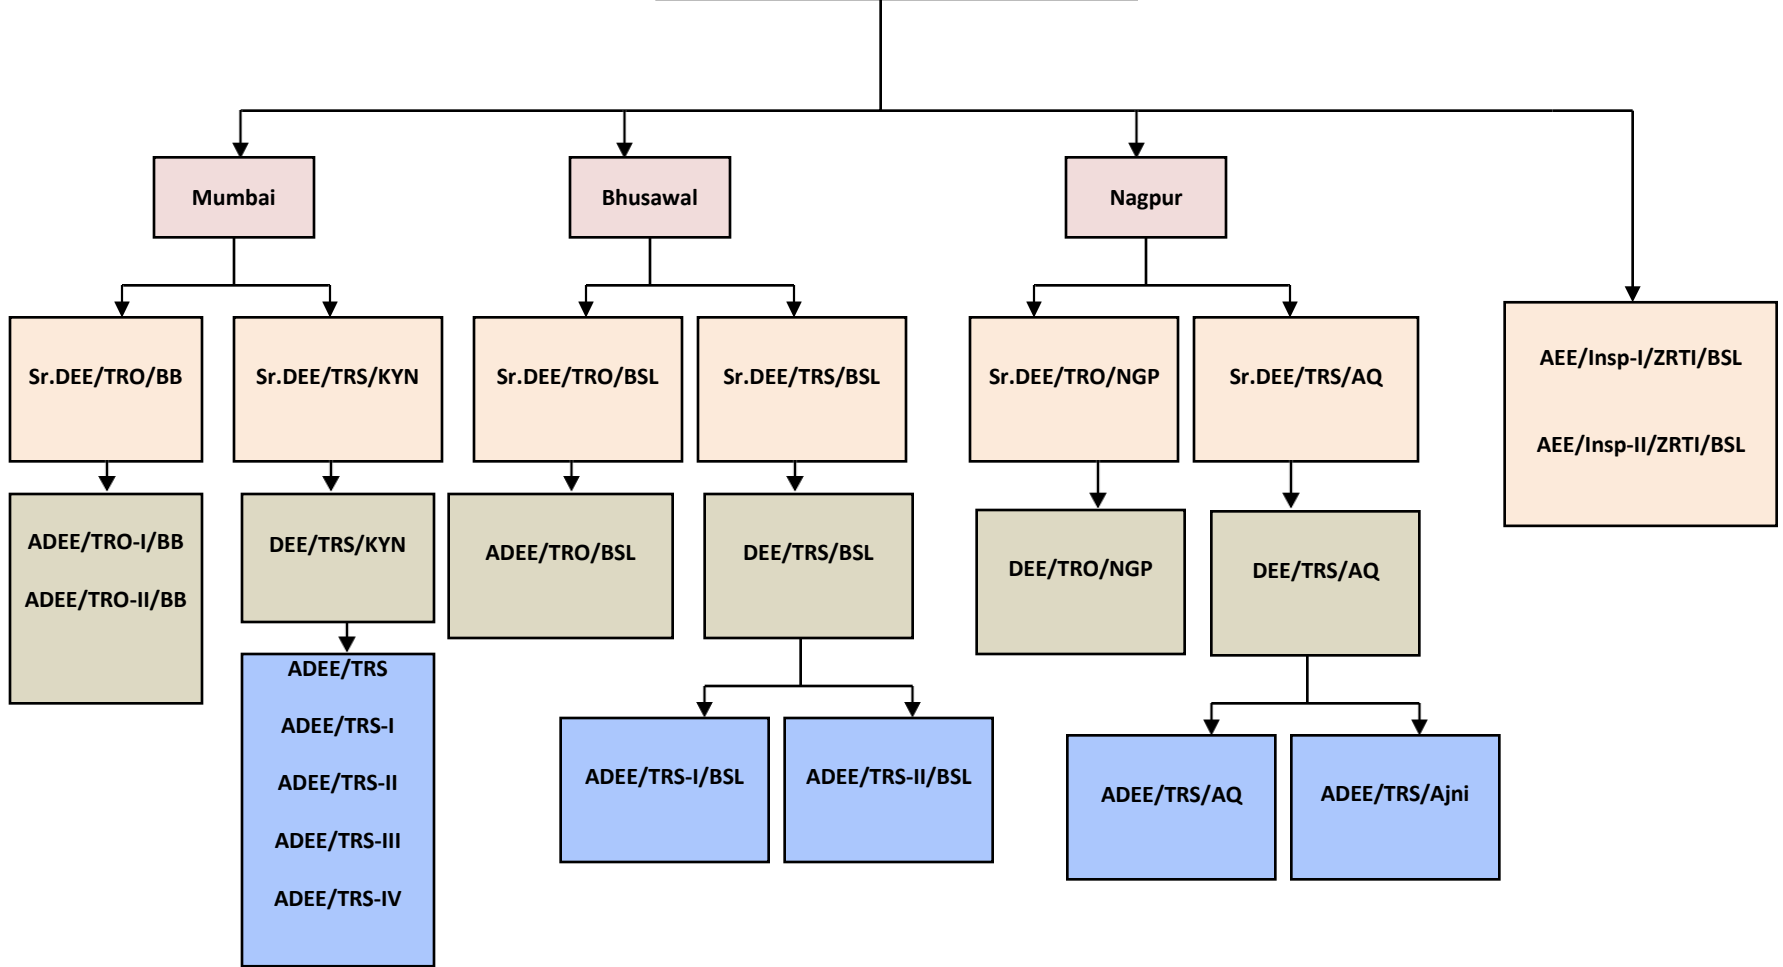 Mumbai
Bhusawal
Nagpur
Sr.DEE/TRO/BB
Sr.DEE/TRS/KYN
Sr.DEE/TRO/BSL
Sr.DEE/TRS/BSL
Sr.DEE/TRO/NGP
Sr.DEE/TRS/AQ
AEE/Insp-I/ZRTI/BSL
AEE/Insp-II/ZRTI/BSL
ADEE/TRO-I/BB
ADEE/TRO-II/BB
DEE/TRS/KYN
ADEE/TRO/BSL
DEE/TRS/BSL
DEE/TRO/NGP
DEE/TRS/AQ
ADEE/TRS
ADEE/TRS-I
ADEE/TRS-II
ADEE/TRS-III
ADEE/TRS-IV
ADEE/TRS-I/BSL
ADEE/TRS-II/BSL
ADEE/TRS/AQ
ADEE/TRS/Ajni